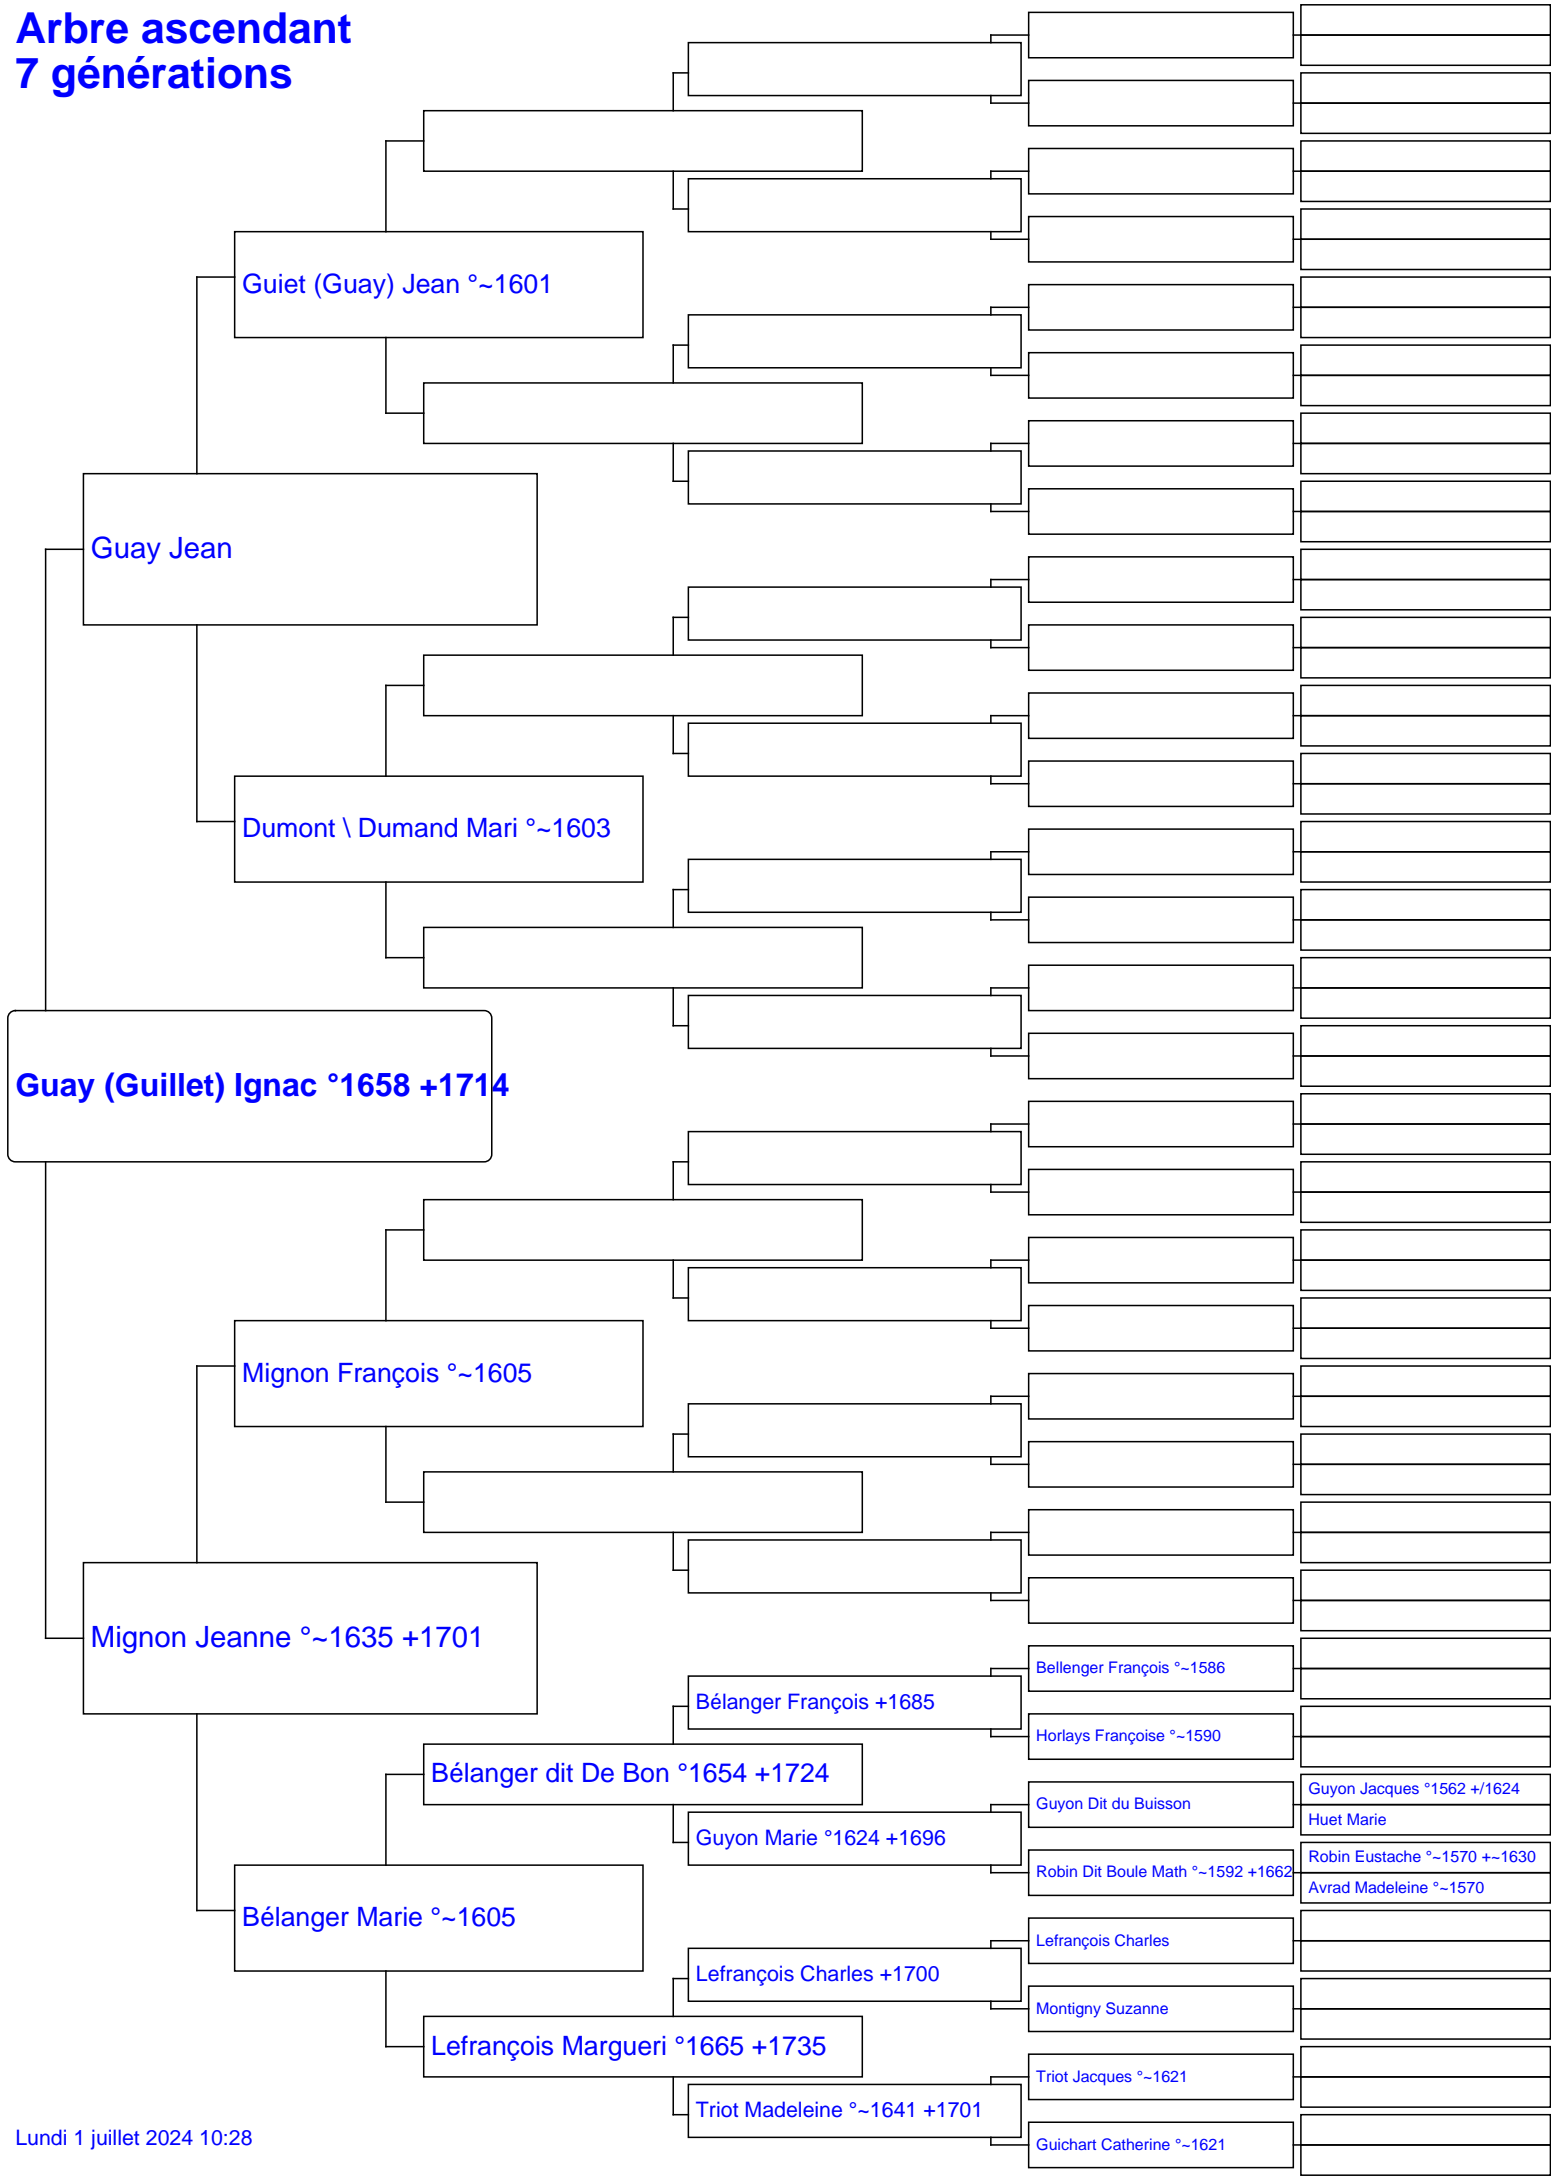 Arbre ascendant
7 générations
Guiet (Guay) Jean °~1601
Guay Jean
Dumont \ Dumand Mari °~1603
Guay (Guillet) Ignac °1658 +1714
Mignon François °~1605
Mignon Jeanne °~1635 +1701
Bellenger François °~1586
Bélanger François +1685
Horlays Françoise °~1590
Bélanger dit De Bon °1654 +1724
Guyon Jacques °1562 +/1624
Guyon Dit du Buisson
Huet Marie
Guyon Marie °1624 +1696
Robin Eustache °~1570 +~1630
Robin Dit Boule Math °~1592 +1662
Avrad Madeleine °~1570
Bélanger Marie °~1605
Lefrançois Charles
Lefrançois Charles +1700
Montigny Suzanne
Lefrançois Margueri °1665 +1735
Triot Jacques °~1621
Triot Madeleine °~1641 +1701
Guichart Catherine °~1621
Lundi 1 juillet 2024 10:28